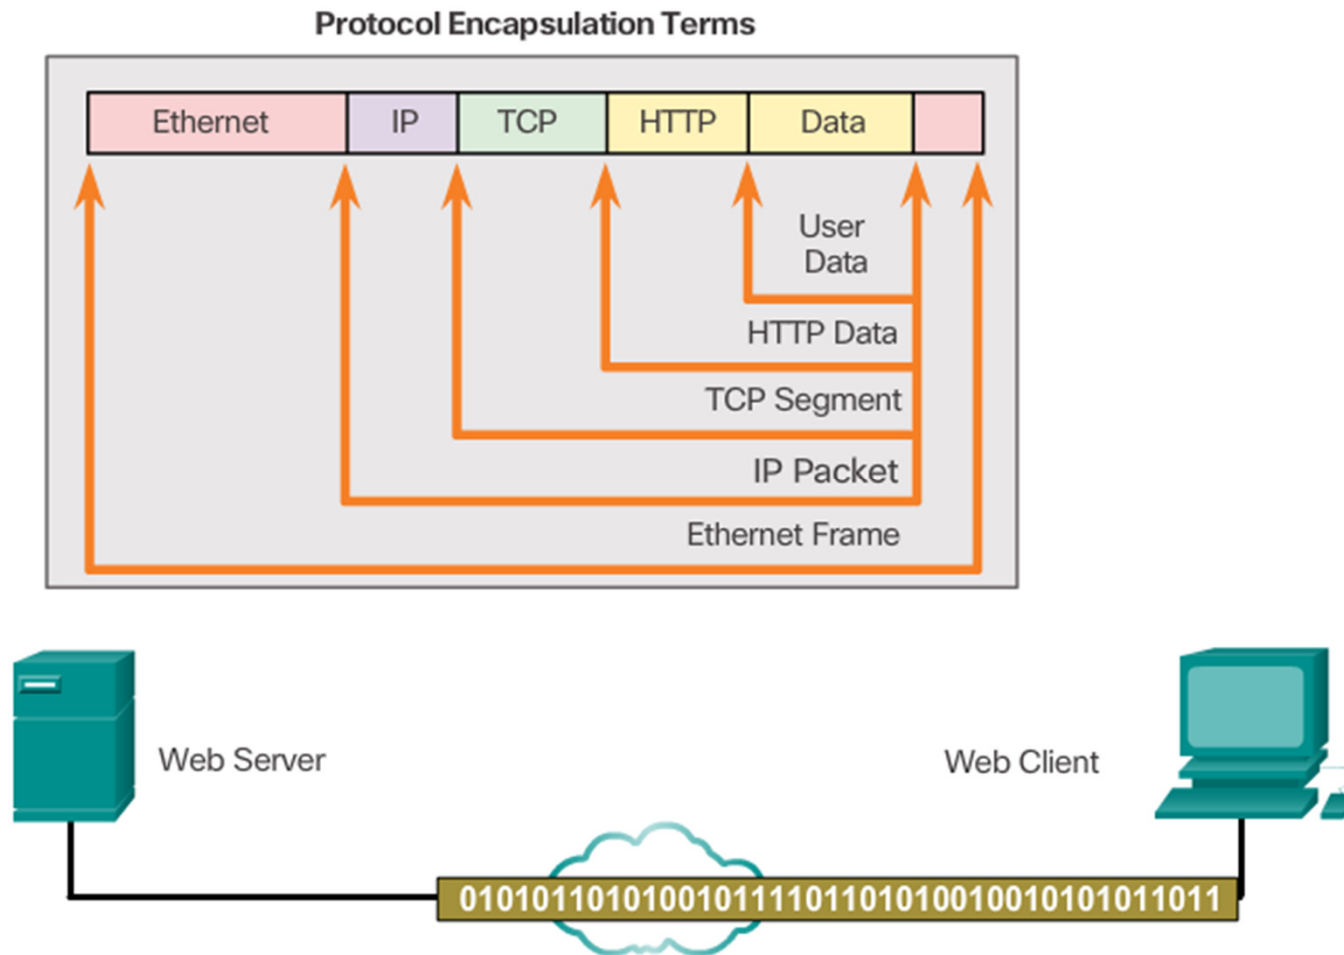 Protocol Encapsulation Terms
Ethernet IP TCP HTTP Data
User
Data
HTTP Data
TCP Segment
IP Packet
Ethernet Frame
Web Server
Web Client
0101011010100101111011010100100101011011